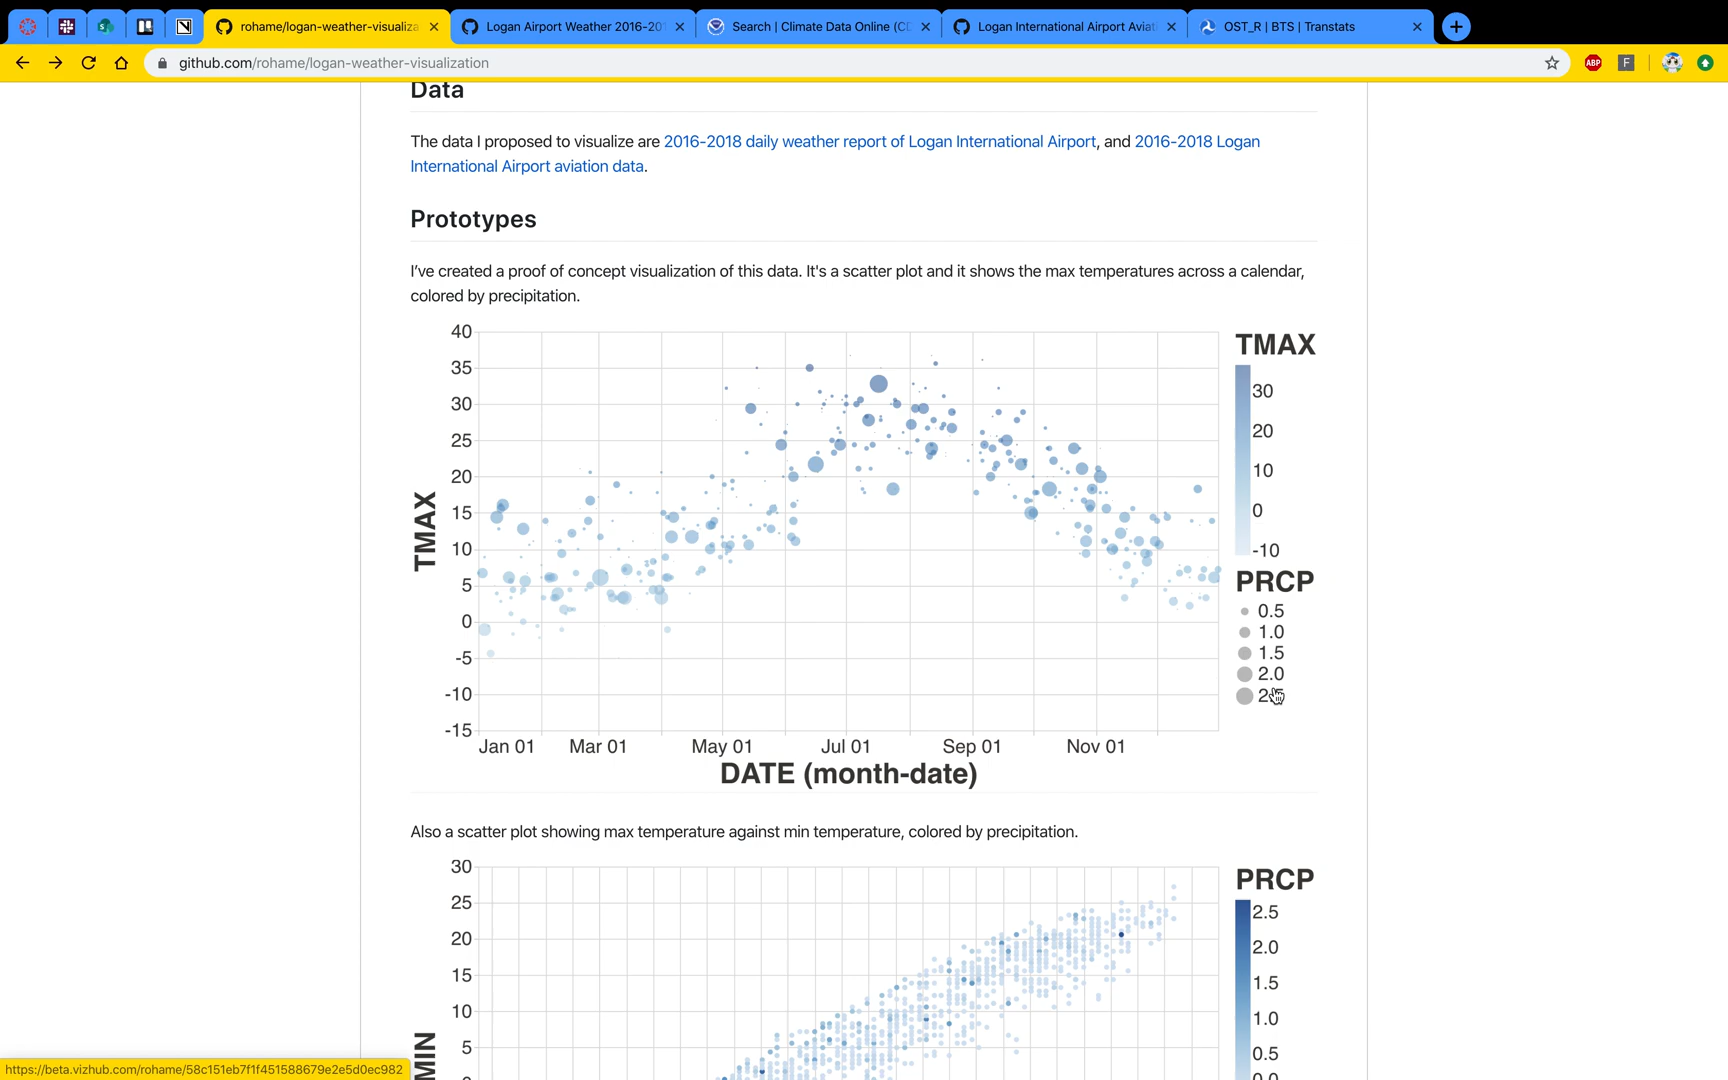 rohame/logan-weather-visualiza
Logan Airport Weather 2016-201
Search | Climate Data Online (CD
Logan International Airport Aviati
OST_R | BTS | Transtats
github.com/rohame/logan-weather-visualization
ABP
F
Data
The data I proposed to visualize are 2016-2018 daily weather report of Logan International Airport, and 2016-2018 Logan
International Airport aviation data.
Prototypes
I've created a proof of concept visualization of this data. It's a scatter plot and it shows the max temperatures across a calendar,
colored by precipitation.
40
35
30
25
20
15
10
5
0
-5
-10
-15
TMAX
Jan 01
Mar 01
May 01
Jul 01
Sep 01
Nov 01
DATE (month-date)
TMAX
30
20
10
0
-10
PRCP
0.5
1.0
1.5
2.0
Also a scatter plot showing max temperature against min temperature, colored by precipitation.
30
25
20
15
10
5
PRCP
2.5
2.0
1.5
1.0
0.5
https://beta.vizhub.com/rohame/58c151eb7f1f451588679e2e5d0ec982